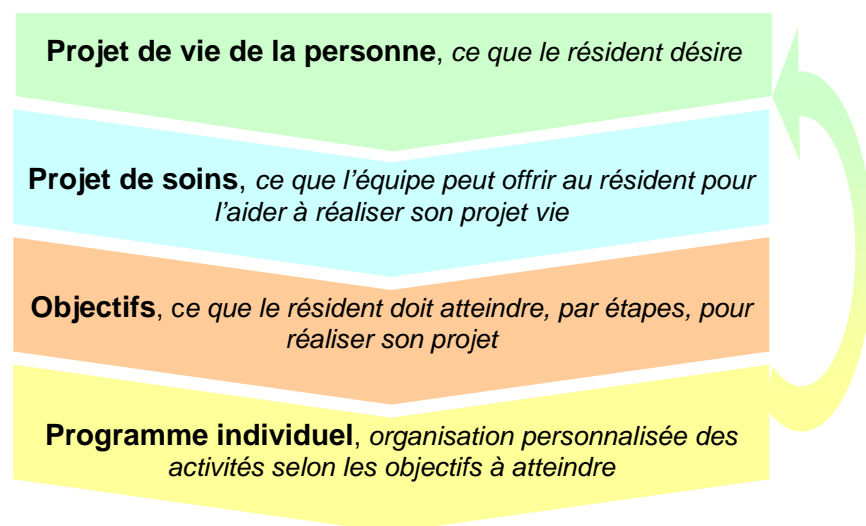 Projet de vie de la personne, ce que le résident désire
Projet de soins, ce que l’équipe peut offrir au résident pour
l’aider à réaliser son projet vie
Objectifs, ce que le résident doit atteindre, par étapes, pour
réaliser son projet
Programme individuel, organisation personnalisée des
activités selon les objectifs à atteindre